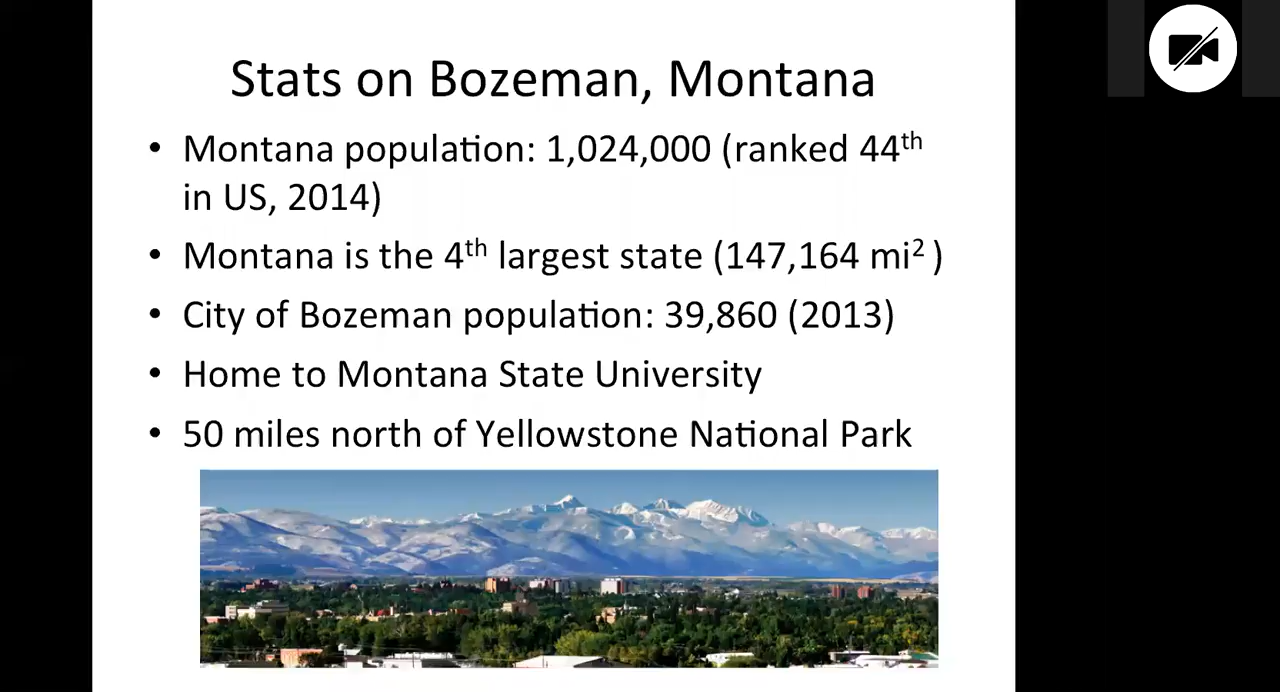 Stats on Bozeman, Montana
• Montana population: 1,024,000 (ranked 44th
in US, 2014)
• Montana is the 4th largest state (147,164 mi2 )
• City of Bozeman population: 39,860 (2013)
• Home to Montana State University
• 50 miles north of Yellowstone National Park